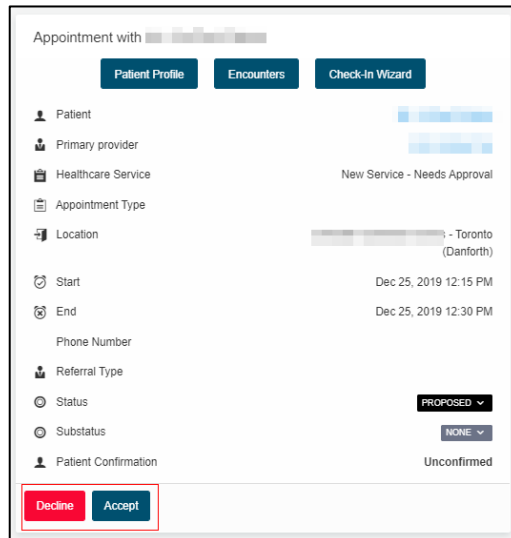 Appointment with
Patient Profile Encounters Check-In Wizard
Patient
Primary provider
Healthcare Service New Service - Needs Approval
Appointment Type
Location - Toronto
(Danforth)
Start Dec 25, 2019 12:15 PM
End Dec 25, 2019 12:30 PM
Phone Number
Referral Type
Status PROPOSED
Substatus NONE
Patient Confirmation Unconfirmed
Decline Accept